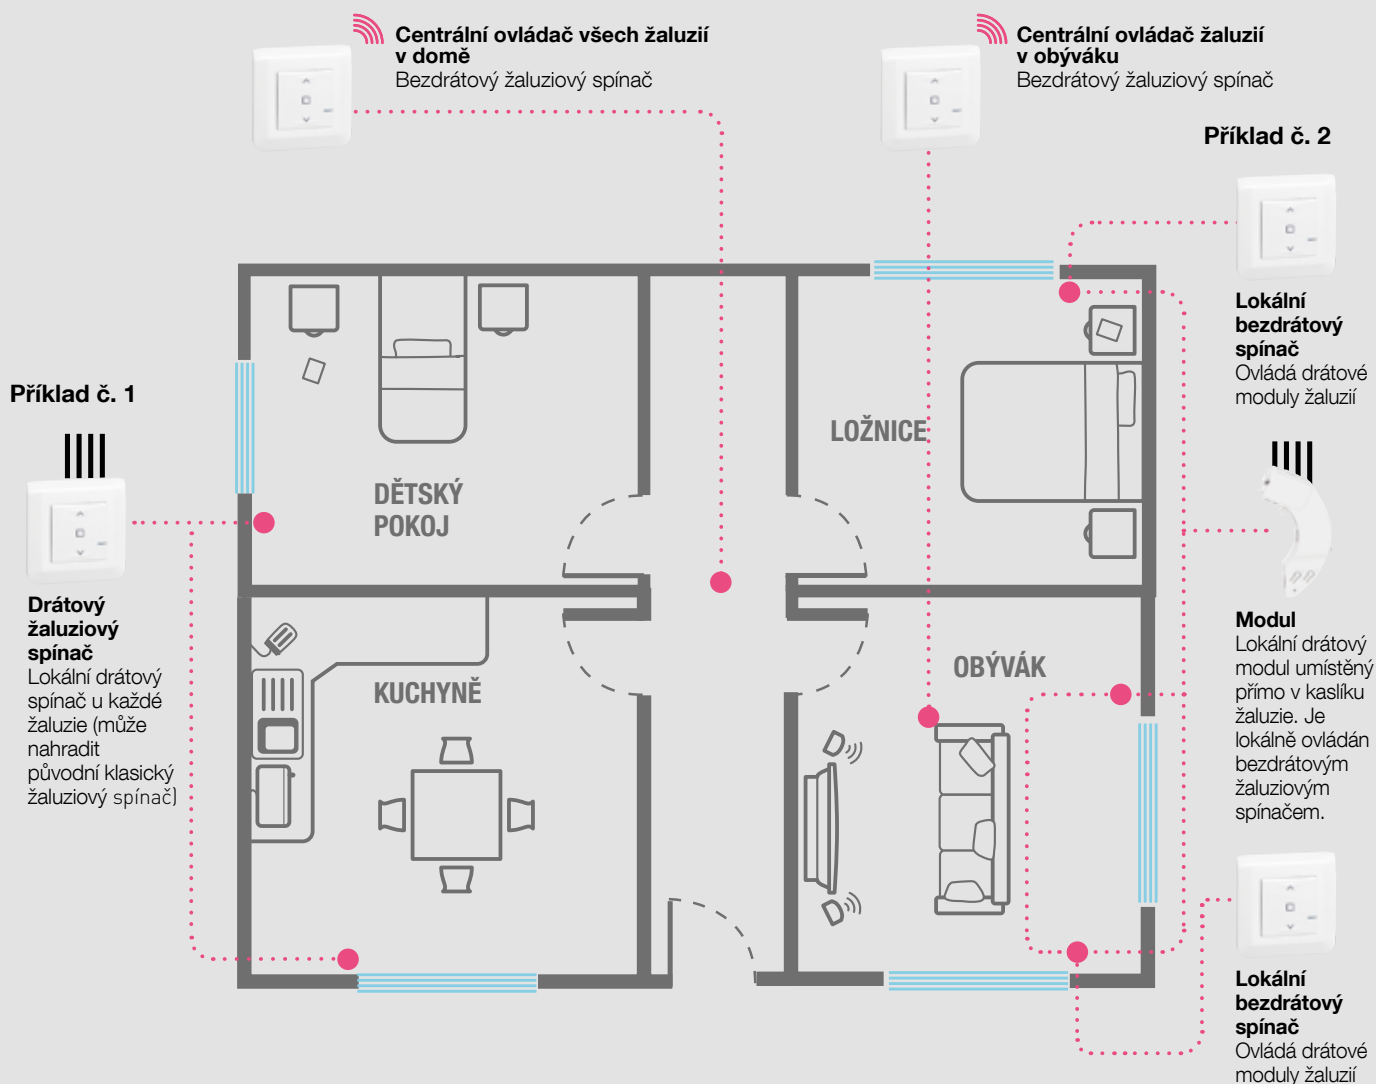 Centrální ovládač všech žaluzií
v domě
Bezdrátový žaluziový spínač
Centrální ovládač žaluzií
v obýváku
Bezdrátový žaluziový spínač
Příklad č. 2
Lokální
bezdrátový
spínač
Ovládá drátové
moduly žaluzií
Příklad č. 1
Drátový
žaluziový
spínač
Lokální drátový
spínač u každé
žaluzie (může
nahradit
původní klasický
žaluziový spínač)
DĚTSKÝ
POKOJ
LOŽNICE
KUCHYNĚ
OBÝVÁK
Modul
Lokální drátový
modul umístěný
přímo v kaslíku
žaluzie. Je
lokálně ovládán
bezdrátovým
žaluziovým
spínačem.
Lokální
bezdrátový
spínač
Ovládá drátové
moduly žaluzií